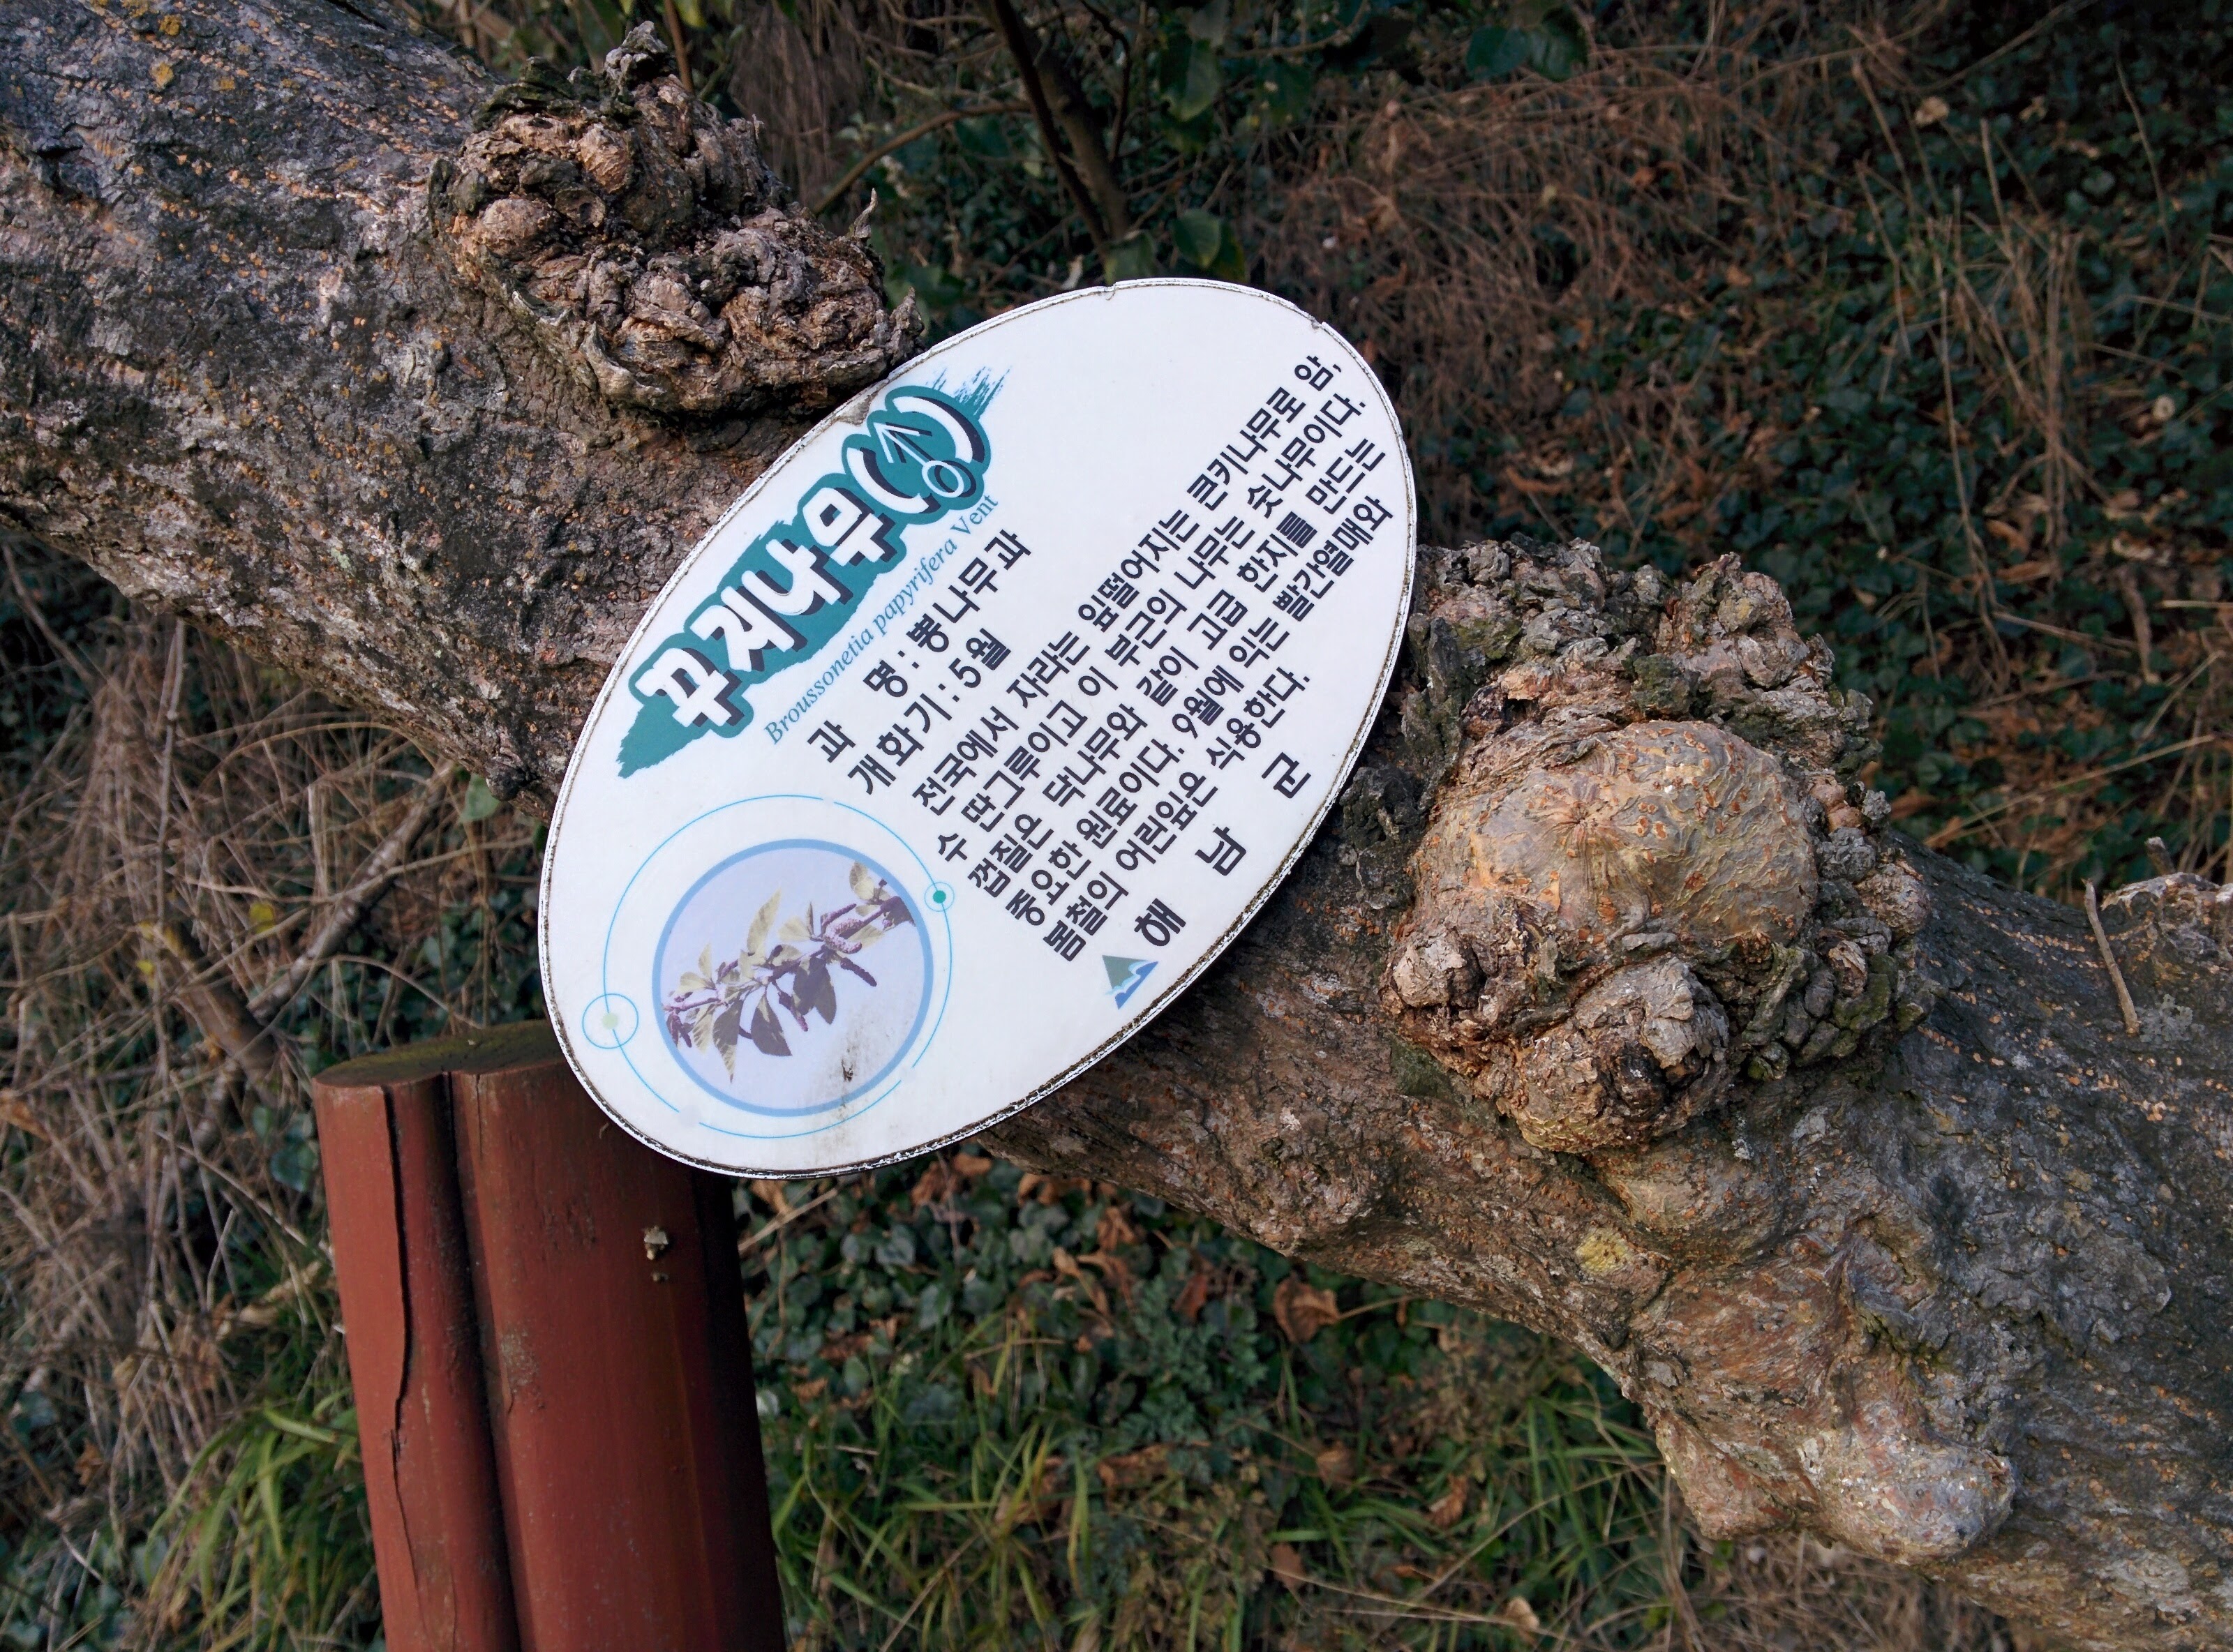 꾸지나무(♂)
Broussonetia papyrifera Vent
과 명 : 뽕나무과
개화기 : 5월
전국에서 자라는 잎떨어지는 큰키나무로 암,
수 딴그루이고 이 부근의 나무는 숫나무이다.
껍질은 닥나무와 같이 고급 한지를 만드는
중요한 원료이다. 9월에 익는 빨간열매와
봄철의 어린잎은 식용한다.
해 남 군